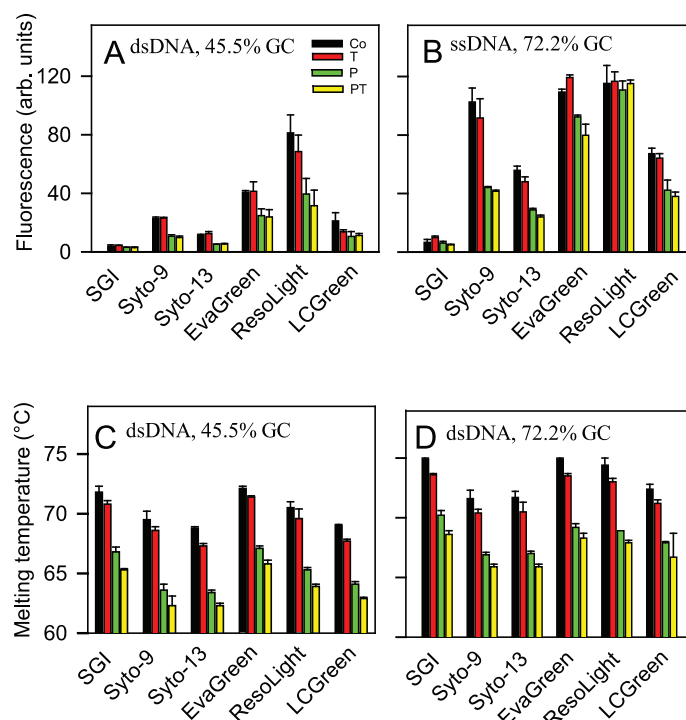 A dsDNA, 45.5% GC
Co
T
P
PT
B ssDNA, 72.2% GC
Fluorescence (arb. units)
120
80
40
0
SGI
Syto-9
Syto-13
EvaGreen
ResoLight
LCGreen
SGI
Syto-9
Syto-13
EvaGreen
ResoLight
LCGreen
C dsDNA, 45.5% GC
D dsDNA, 72.2% GC
Melting temperature (°C)
75
70
65
60
SGI
Syto-9
Syto-13
EvaGreen
ResoLight
LCGreen
SGI
Syto-9
Syto-13
EvaGreen
ResoLight
LCGreen